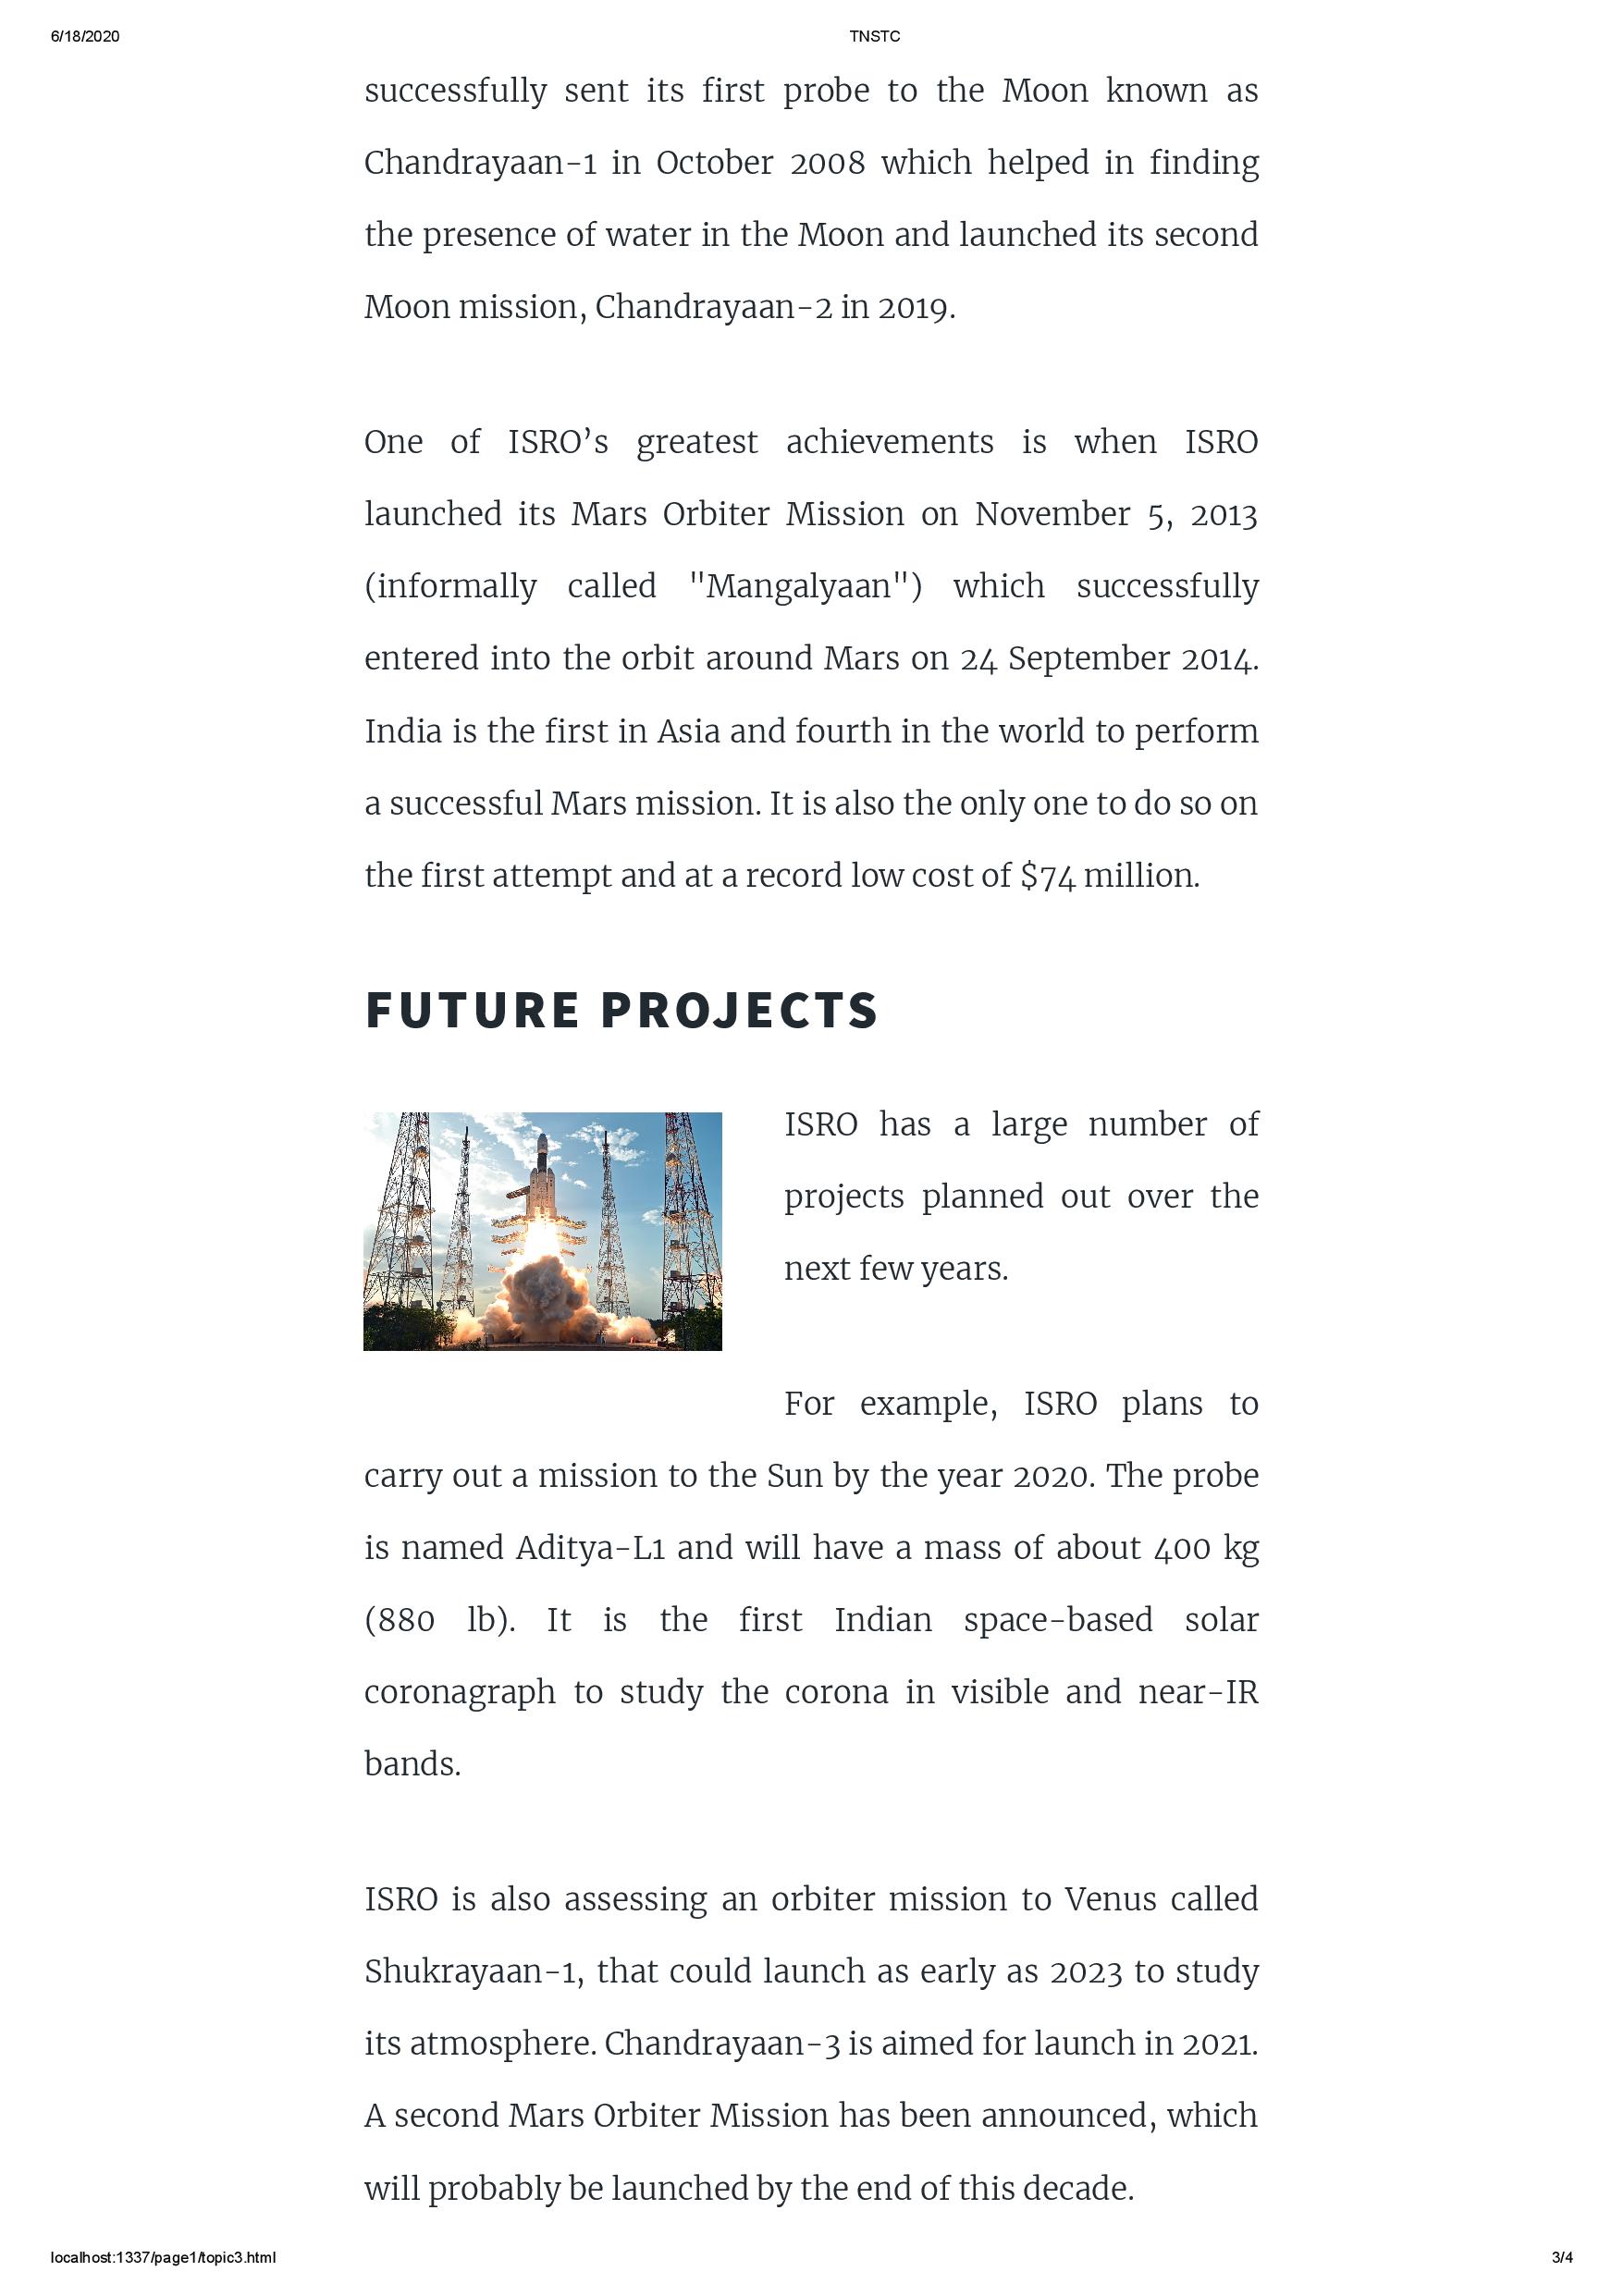 6/18/2020 TNSTC
successfully sent its first probe to the Moon known as
Chandrayaan-1 in October 2008 which helped in finding
the presence of water in the Moon and launched its second
Moon mission, Chandrayaan-2 in 2019.
One of ISRO’s greatest achievements is when ISRO
launched its Mars Orbiter Mission on November 5, 2013
(informally called "Mangalyaan") which successfully
entered into the orbit around Mars on 24 September 2014.
India is the first in Asia and fourth in the world to perform
a successful Mars mission. It is also the only one to do so on
the first attempt and at a record low cost of $74 million.
FUTURE PROJECTS
ISRO has a large number of
projects planned out over the
next few years.
For example, ISRO plans to
carry out a mission to the Sun by the year 2020. The probe
is named Aditya-L1 and will have a mass of about 400 kg
(880 lb). It is the first Indian space-based solar
coronagraph to study the corona in visible and near-IR
bands.
ISRO is also assessing an orbiter mission to Venus called
Shukrayaan-1, that could launch as early as 2023 to study
its atmosphere. Chandrayaan-3 is aimed for launch in 2021.
A second Mars Orbiter Mission has been announced, which
will probably be launched by the end of this decade.
localhost:1337/page1/topic3.html 3/4